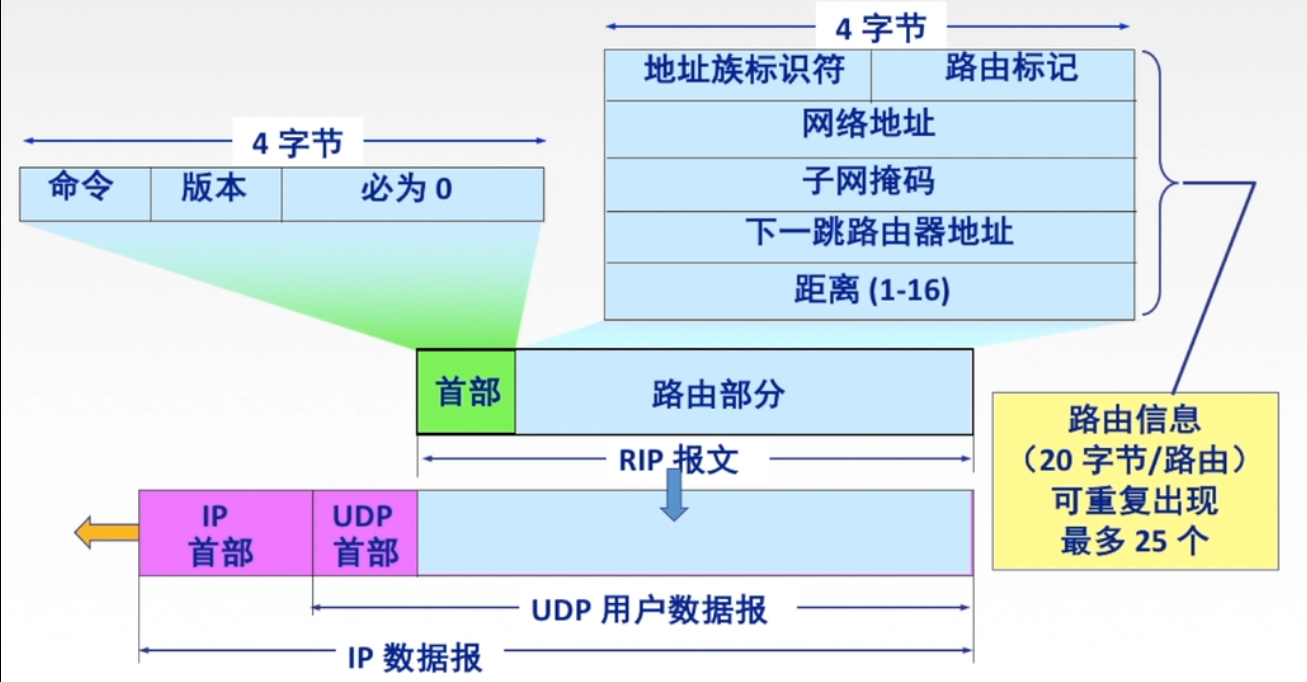 4 字节
命令 版本 必为 0
4 字节
地址族标识符 路由标记
网络地址
子网掩码
下一跳路由器地址
距离 (1-16)
首部 路由部分
RIP 报文
路由信息
（20 字节/路由）
可重复出现
最多 25 个
IP
首部
UDP
首部
UDP 用户数据报
IP 数据报